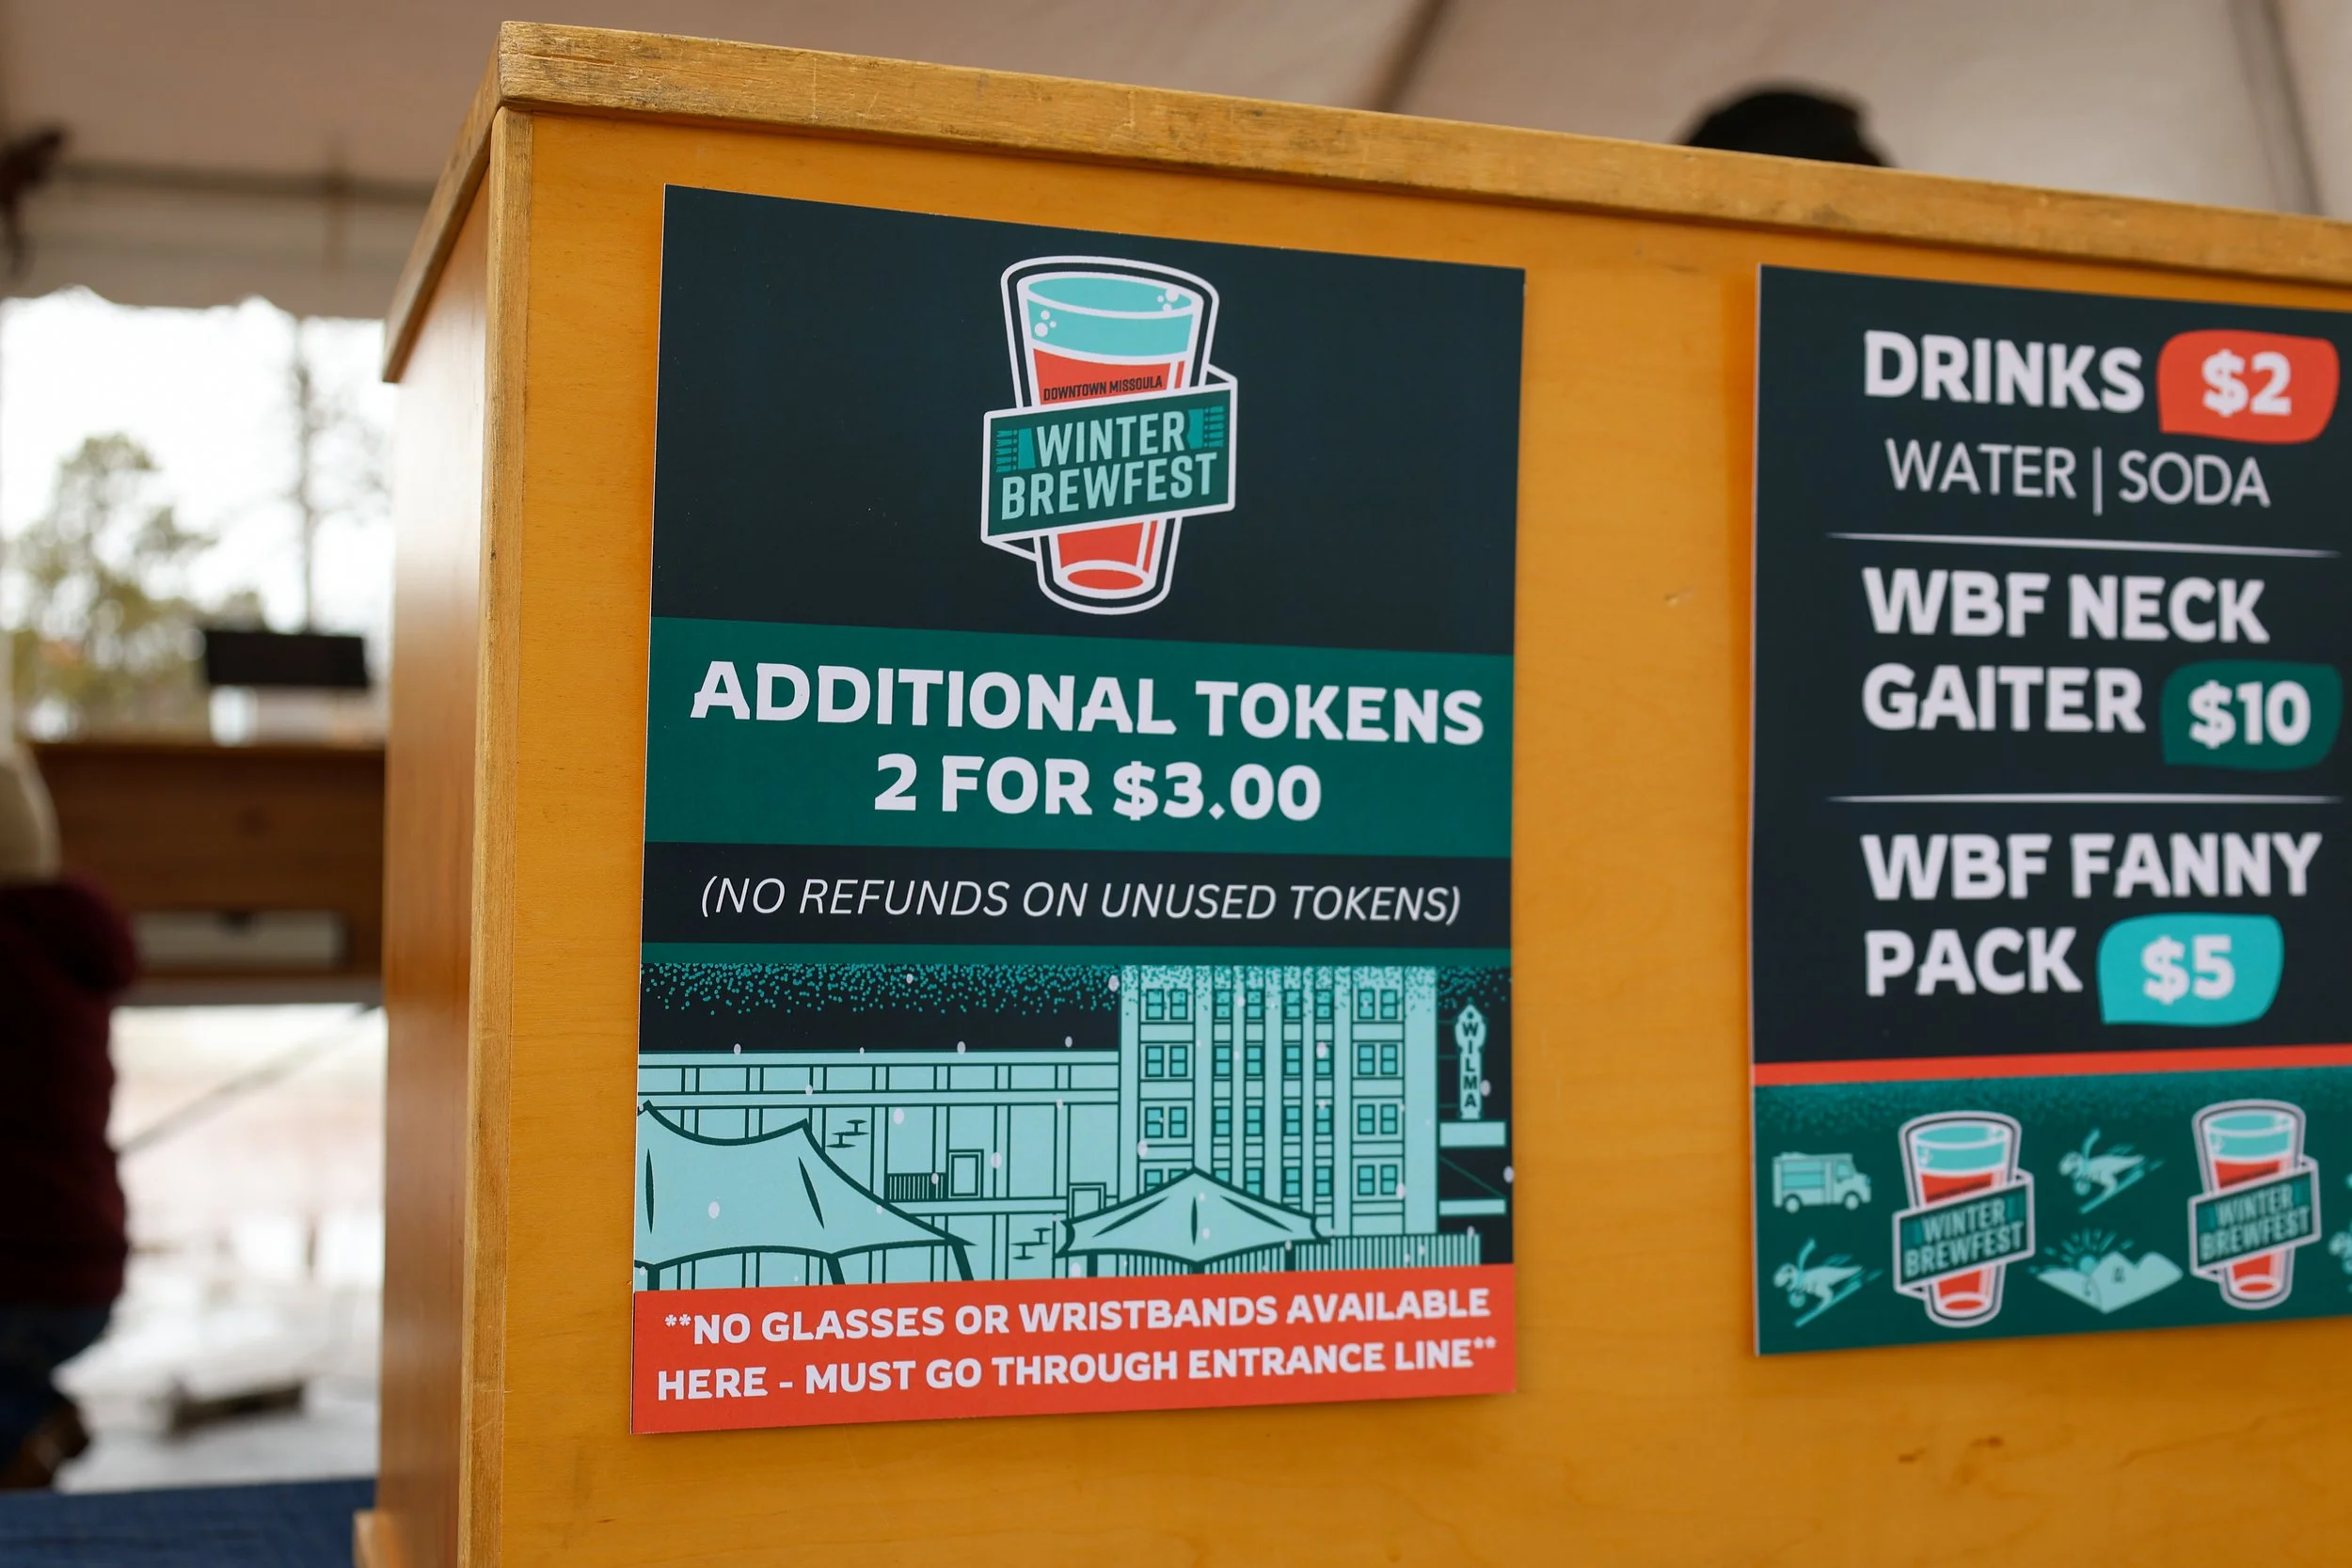 DOWNTOWN MISSOULA
WINTER
BREWFEST
ADDITIONAL TOKENS
2 FOR $3.00
(NO REFUNDS ON UNUSED TOKENS)
WILMA
**NO GLASSES OR WRISTBANDS AVAILABLE
HERE - MUST GO THROUGH ENTRANCE LINE**
DRINKS $2
WATER | SODA
WBF NECK
GAITER $10
WBF FANNY
PACK $5
WINTER
BREWFEST
WINTER
BREWFEST